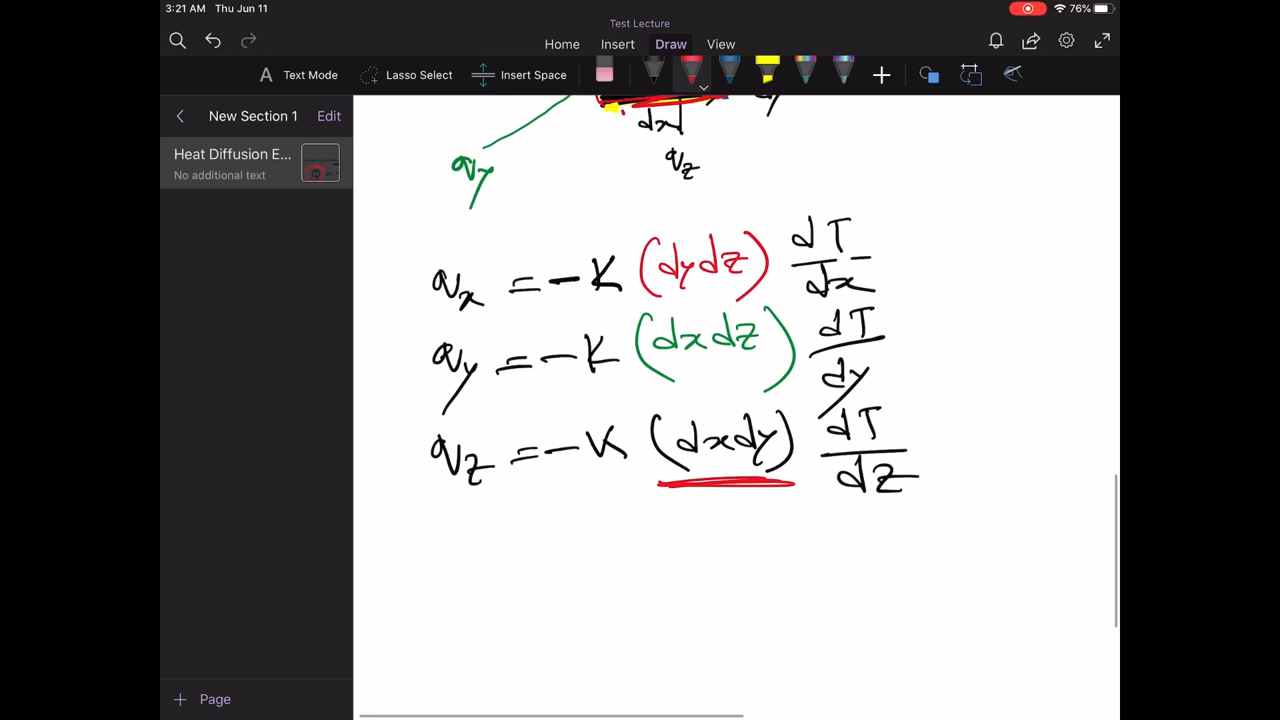 3:21 AM Thu Jun 11
76%
Test Lecture
Home Insert Draw View
Text Mode Lasso Select Insert Space
New Section 1 Edit
Heat Diffusion E...
No additional text
dx
qy
qz
qx = -K (dydz) dT/dx
qy = -K (dxdz) dT/dy
qz = -K (dxdy) dT/dz
+ Page